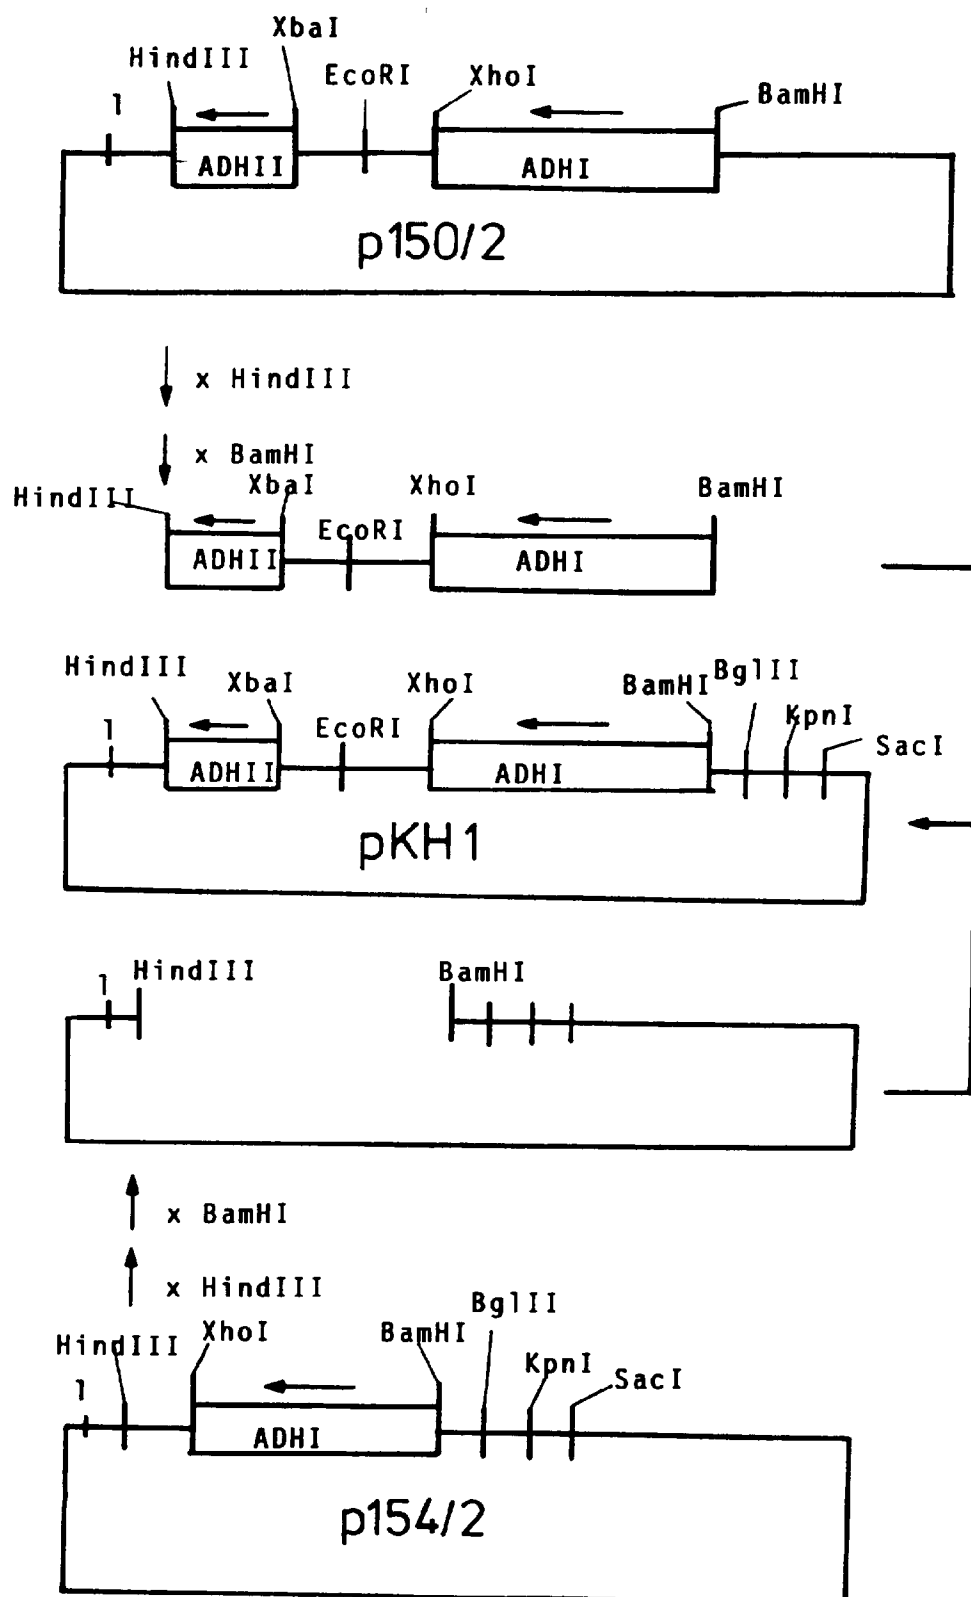 XbaI
HindIII
EcoRI
XhoI
BamHI
1
ADHII
ADHI
p150/2
x HindIII
x BamHI
HindIII
XbaI
XhoI
BamHI
EcoRI
ADHII
ADHI
HindIII
XbaI
XhoI
BamHI
BglII
EcoRI
KpnI
SacI
1
ADHII
ADHI
pKH1
1
HindIII
BamHI
x BamHI
x HindIII
BglII
HindIII
XhoI
BamHI
KpnI
SacI
1
ADHI
p154/2